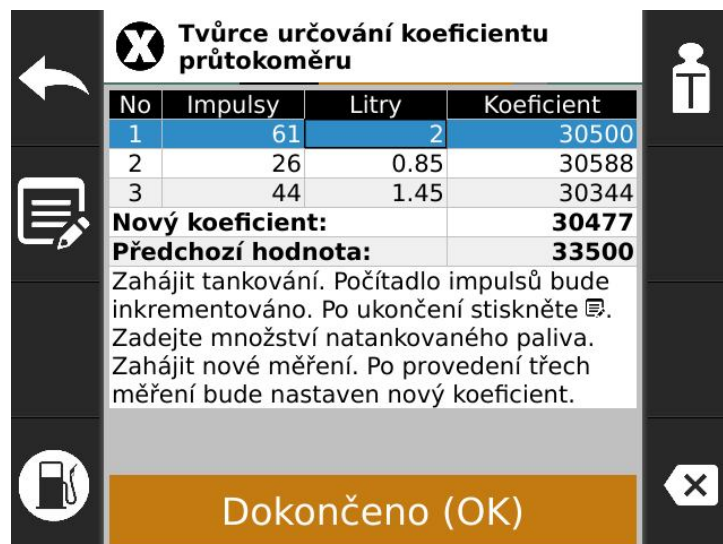 Tvůrce určování koeficientu
průtokoměru
T
No Impulsy Litry Koeficient
1 61 2 30500
2 26 0.85 30588
3 44 1.45 30344
Nový koeficient: 30477
Předchozí hodnota: 33500
Zahájit tankování. Počítadlo impulsů bude
inkrementováno. Po ukončení stiskněte .
Zadejte množství natankovaného paliva.
Zahájit nové měření. Po provedení třech
měření bude nastaven nový koeficient.
Dokončeno (OK)